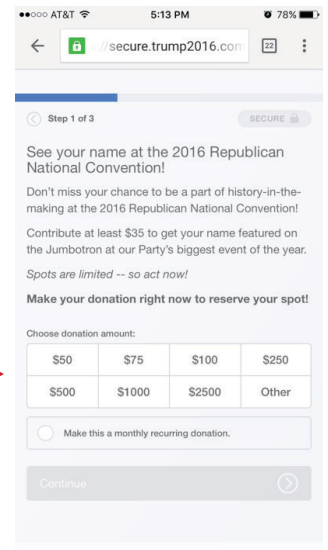 AT&T 5:13 PM 78%
//secure.trump2016.com 22
Step 1 of 3 SECURE
See your name at the 2016 Republican
National Convention!
Don't miss your chance to be a part of history-in-the-
making at the 2016 Republican National Convention!
Contribute at least $35 to get your name featured on
the Jumbotron at our Party's biggest event of the year.
Spots are limited -- so act now!
Make your donation right now to reserve your spot!
Choose donation amount:
$50 $75 $100 $250
$500 $1000 $2500 Other
Make this a monthly recurring donation.
Continue